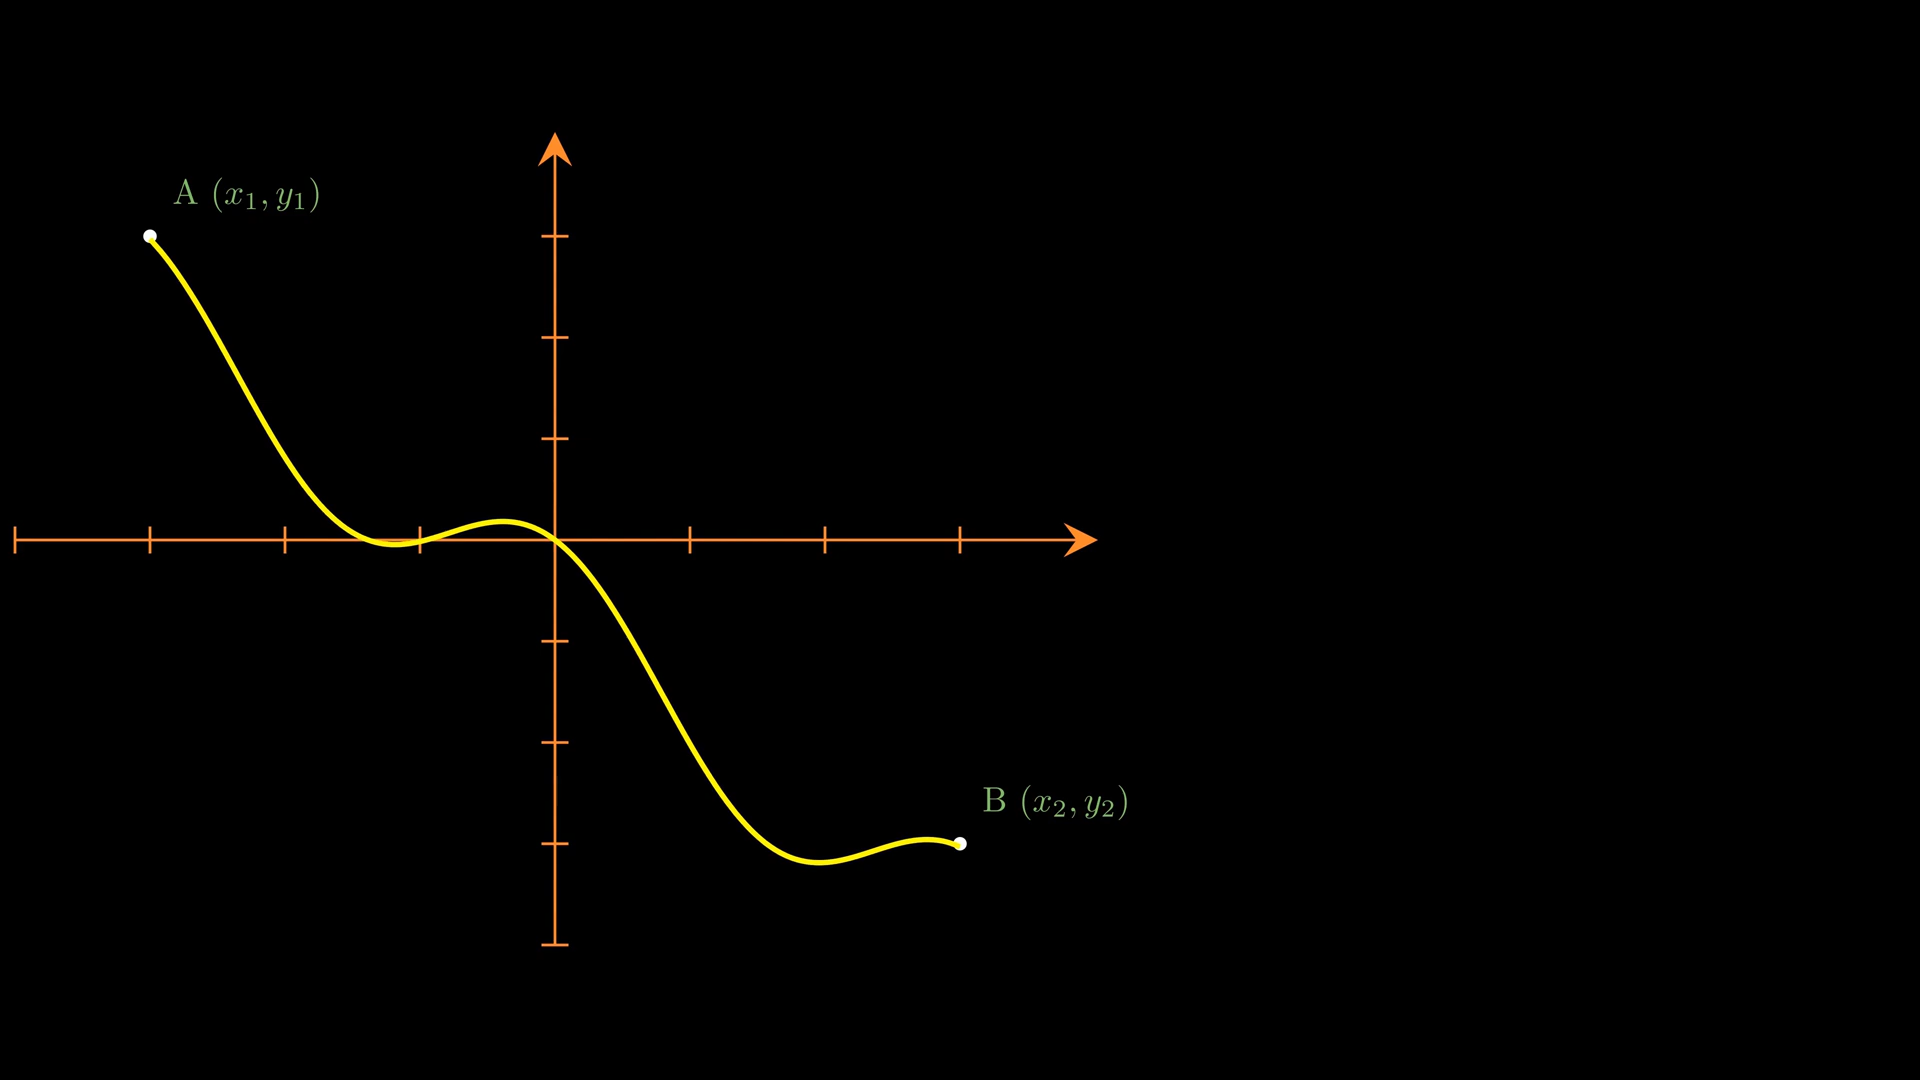 A (x₁, y₁)
B (x₂, y₂)